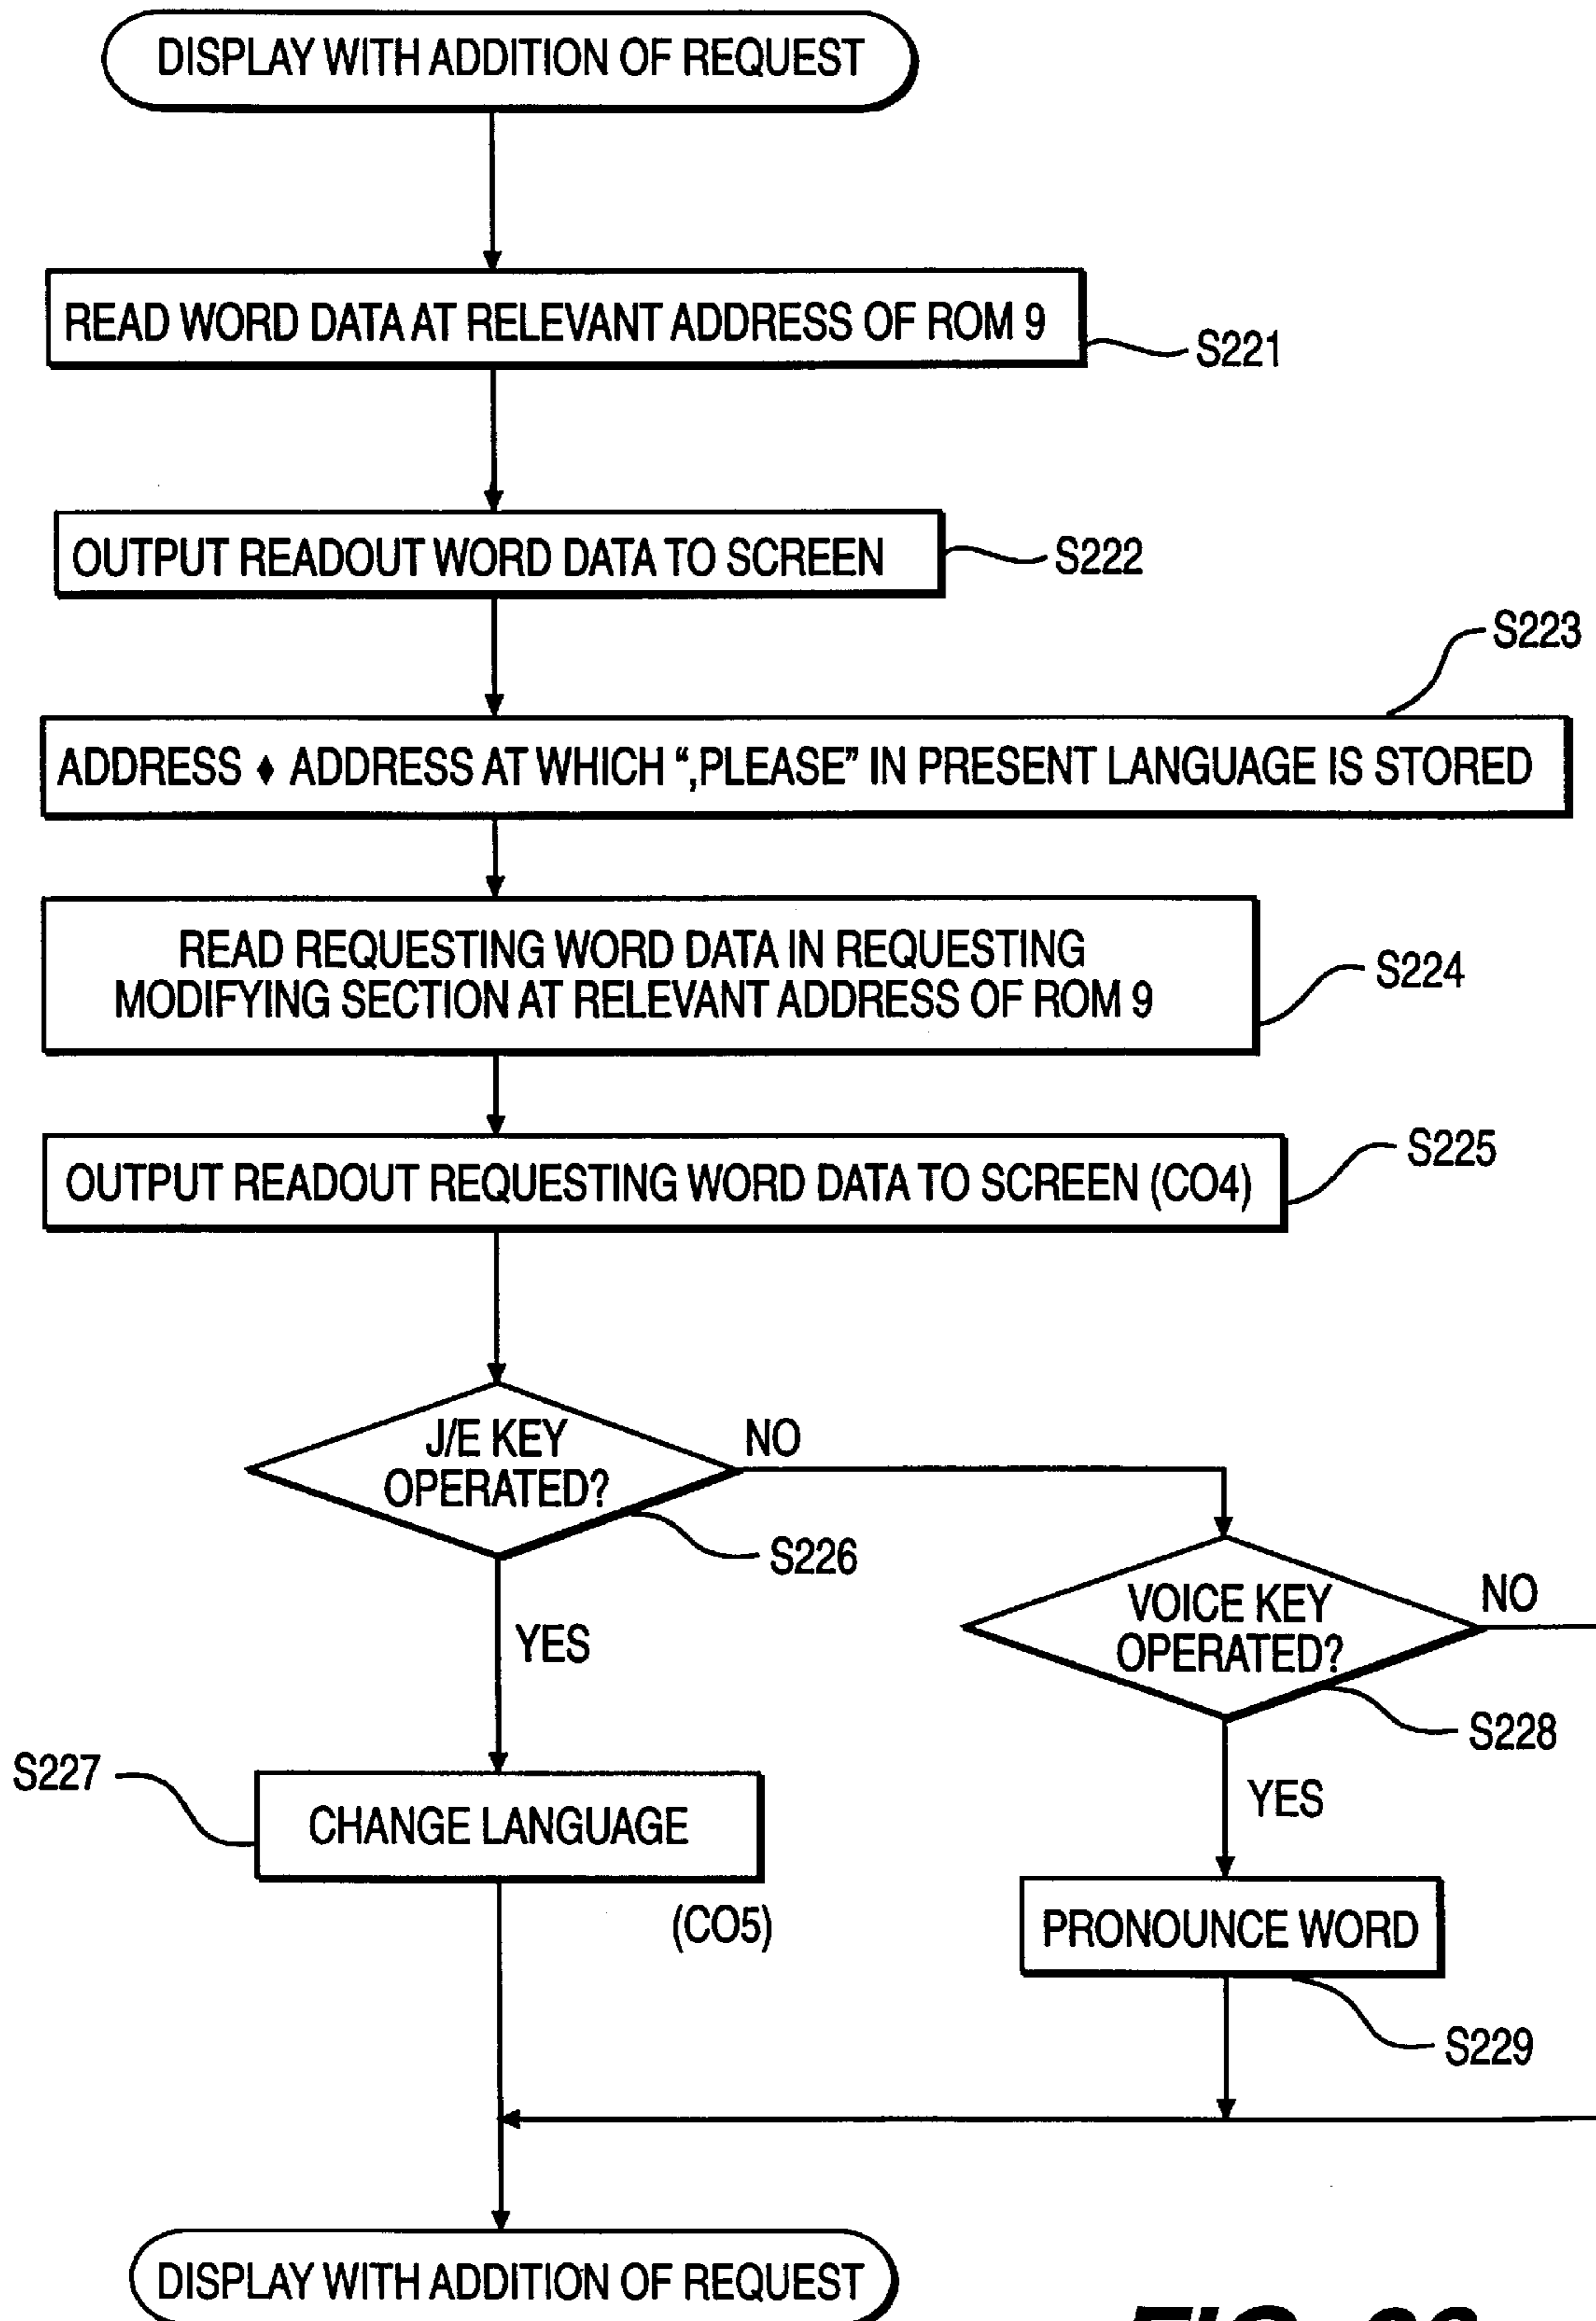 DISPLAY WITH ADDITION OF REQUEST
READ WORD DATA AT RELEVANT ADDRESS OF ROM 9
S221
OUTPUT READOUT WORD DATA TO SCREEN
S222
S223
ADDRESS ♦ ADDRESS AT WHICH “,PLEASE” IN PRESENT LANGUAGE IS STORED
READ REQUESTING WORD DATA IN REQUESTING
MODIFYING SECTION AT RELEVANT ADDRESS OF ROM 9
S224
OUTPUT READOUT REQUESTING WORD DATA TO SCREEN (CO4)
S225
J/E KEY
OPERATED?
NO
S226
YES
VOICE KEY
OPERATED?
NO
S228
YES
S227
CHANGE LANGUAGE
(CO5)
PRONOUNCE WORD
S229
DISPLAY WITH ADDITION OF REQUEST